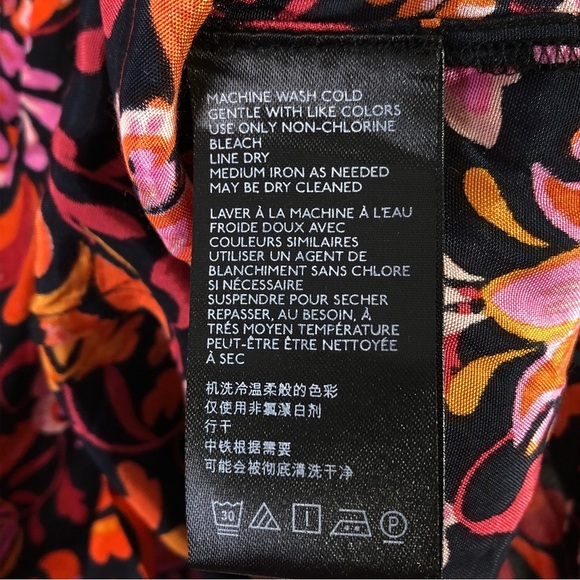 MACHINE WASH COLD
GENTLE WITH LIKE COLORS
USE ONLY NON-CHLORINE
BLEACH
LINE DRY
MEDIUM IRON AS NEEDED
MAY BE DRY CLEANED
LAVER À LA MACHINE À L'EAU
FROIDE DOUX AVEC
COULEURS SIMILAIRES
UTILISER UN AGENT DE
BLANCHIMENT SANS CHLORE
SI NÉCESSAIRE
SUSPENDRE POUR SECHER
REPASSER, AU BESOIN, À
TRÉS MOYEN TEMPÉRATURE
PEUT-ÊTRE ÊTRE NETTOYÉE
À SEC
机洗冷温柔般的色彩
仅使用非氯漂白剂
行干
中铁根据需要
可能会被彻底清洗干净
30 P